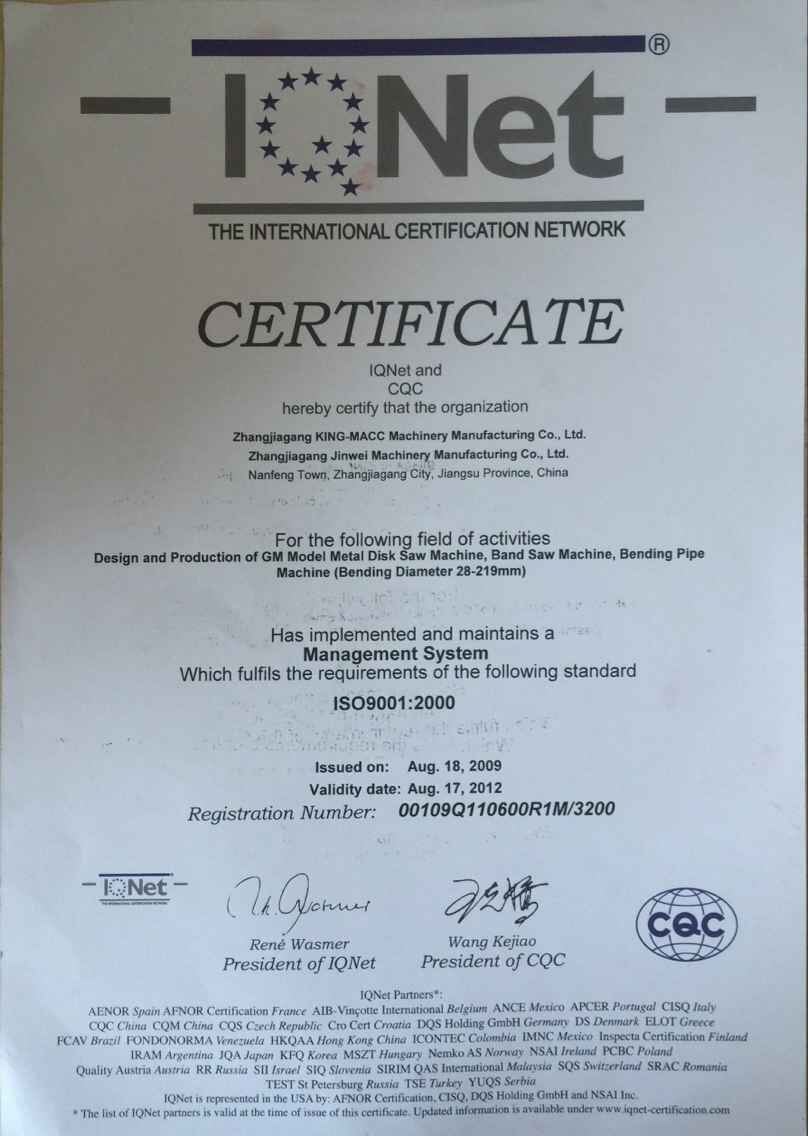 IQNet ®
THE INTERNATIONAL CERTIFICATION NETWORK
CERTIFICATE
IQNet and
CQC
hereby certify that the organization
Zhangjiagang KING-MACC Machinery Manufacturing Co., Ltd.
Zhangjiagang Jinwei Machinery Manufacturing Co., Ltd.
Nanfeng Town, Zhangjiagang City, Jiangsu Province, China
For the following field of activities
Design and Production of GM Model Metal Disk Saw Machine, Band Saw Machine, Bending Pipe
Machine (Bending Diameter 28-219mm)
Has implemented and maintains a
Management System
Which fulfils the requirements of the following standard
ISO9001:2000
Issued on: Aug. 18, 2009
Validity date: Aug. 17, 2012
Registration Number: 00109Q110600R1M/3200
IQNet
THE INTERNATIONAL CERTIFICATION NETWORK
CQC
René Wasmer
President of IQNet
Wang Kejiao
President of CQC
IQNet Partners*:
AENOR Spain AFNOR Certification France AIB-Vinçotte International Belgium ANCE Mexico APCER Portugal CISQ Italy
CQC China CQM China CQS Czech Republic Cro Cert Croatia DQS Holding GmbH Germany DS Denmark ELOT Greece
FCAV Brazil FONDONORMA Venezuela HKQAA Hong Kong China ICONTEC Colombia IMNC Mexico Inspecta Certification Finland
IRAM Argentina JQA Japan KFQ Korea MSZT Hungary Nemko AS Norway NSAI Ireland PCBC Poland
Quality Austria Austria RR Russia SII Israel SIQ Slovenia SIRIM QAS International Malaysia SQS Switzerland SRAC Romania
TEST St Petersburg Russia TSE Turkey YUQS Serbia
IQNet is represented in the USA by: AFNOR Certification, CISQ, DQS Holding GmbH and NSAI Inc.
* The list of IQNet partners is valid at the time of issue of this certificate. Updated information is available under www.iqnet-certification.com